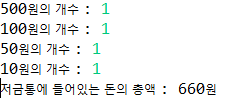 500원의 개수 : 1
100원의 개수 : 1
50원의 개수 : 1
10원의 개수 : 1
저금통에 들어있는 돈의 총액 : 660원